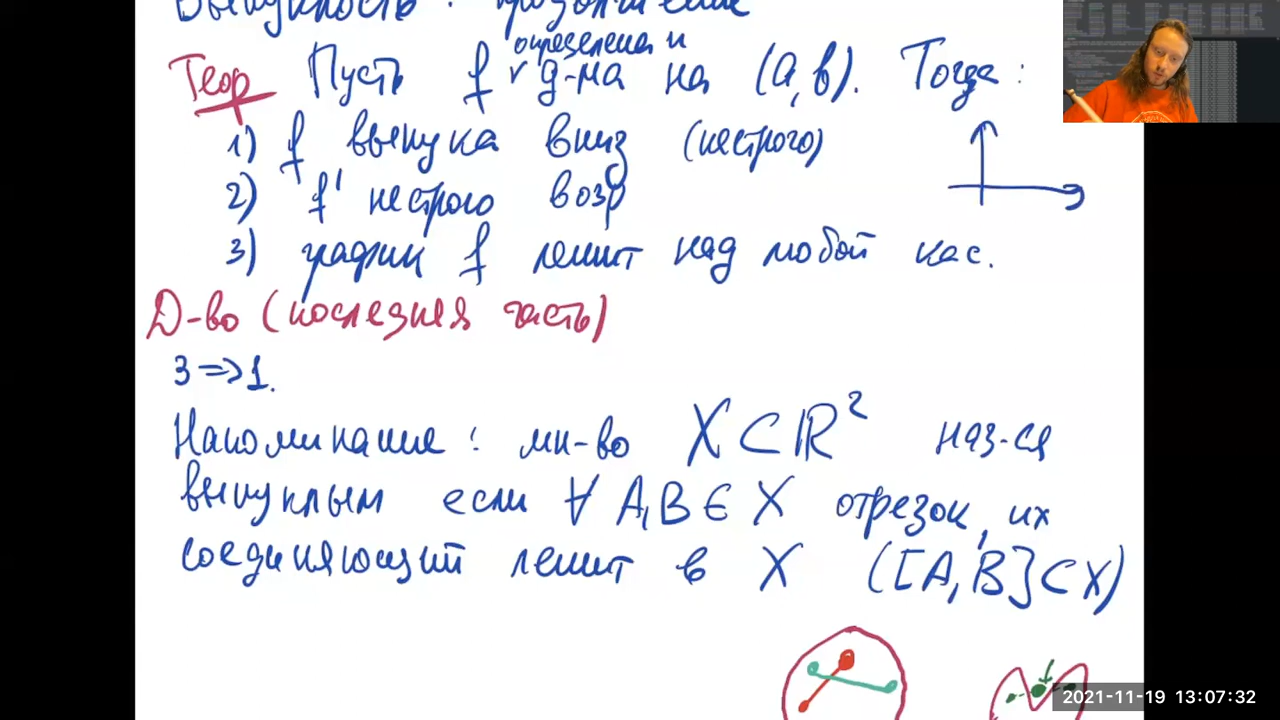 Выпуклость: продолжение
определена и
Теор Пусть f v д-ма на (a,b). Тогда:
1) f выпукла вниз (нестрого)
2) f' нестрого возр
3) график f лежит над любой кас.
Д-во (последняя часть)
3 => 1.
Напоминание: мн-во X ⊂ ℝ² наз-ся
выпуклым если ∀ A,B ∈ X отрезок, их
соединяющий лежит в X ([A,B] ⊂ X)
2021-11-19 13:07:32